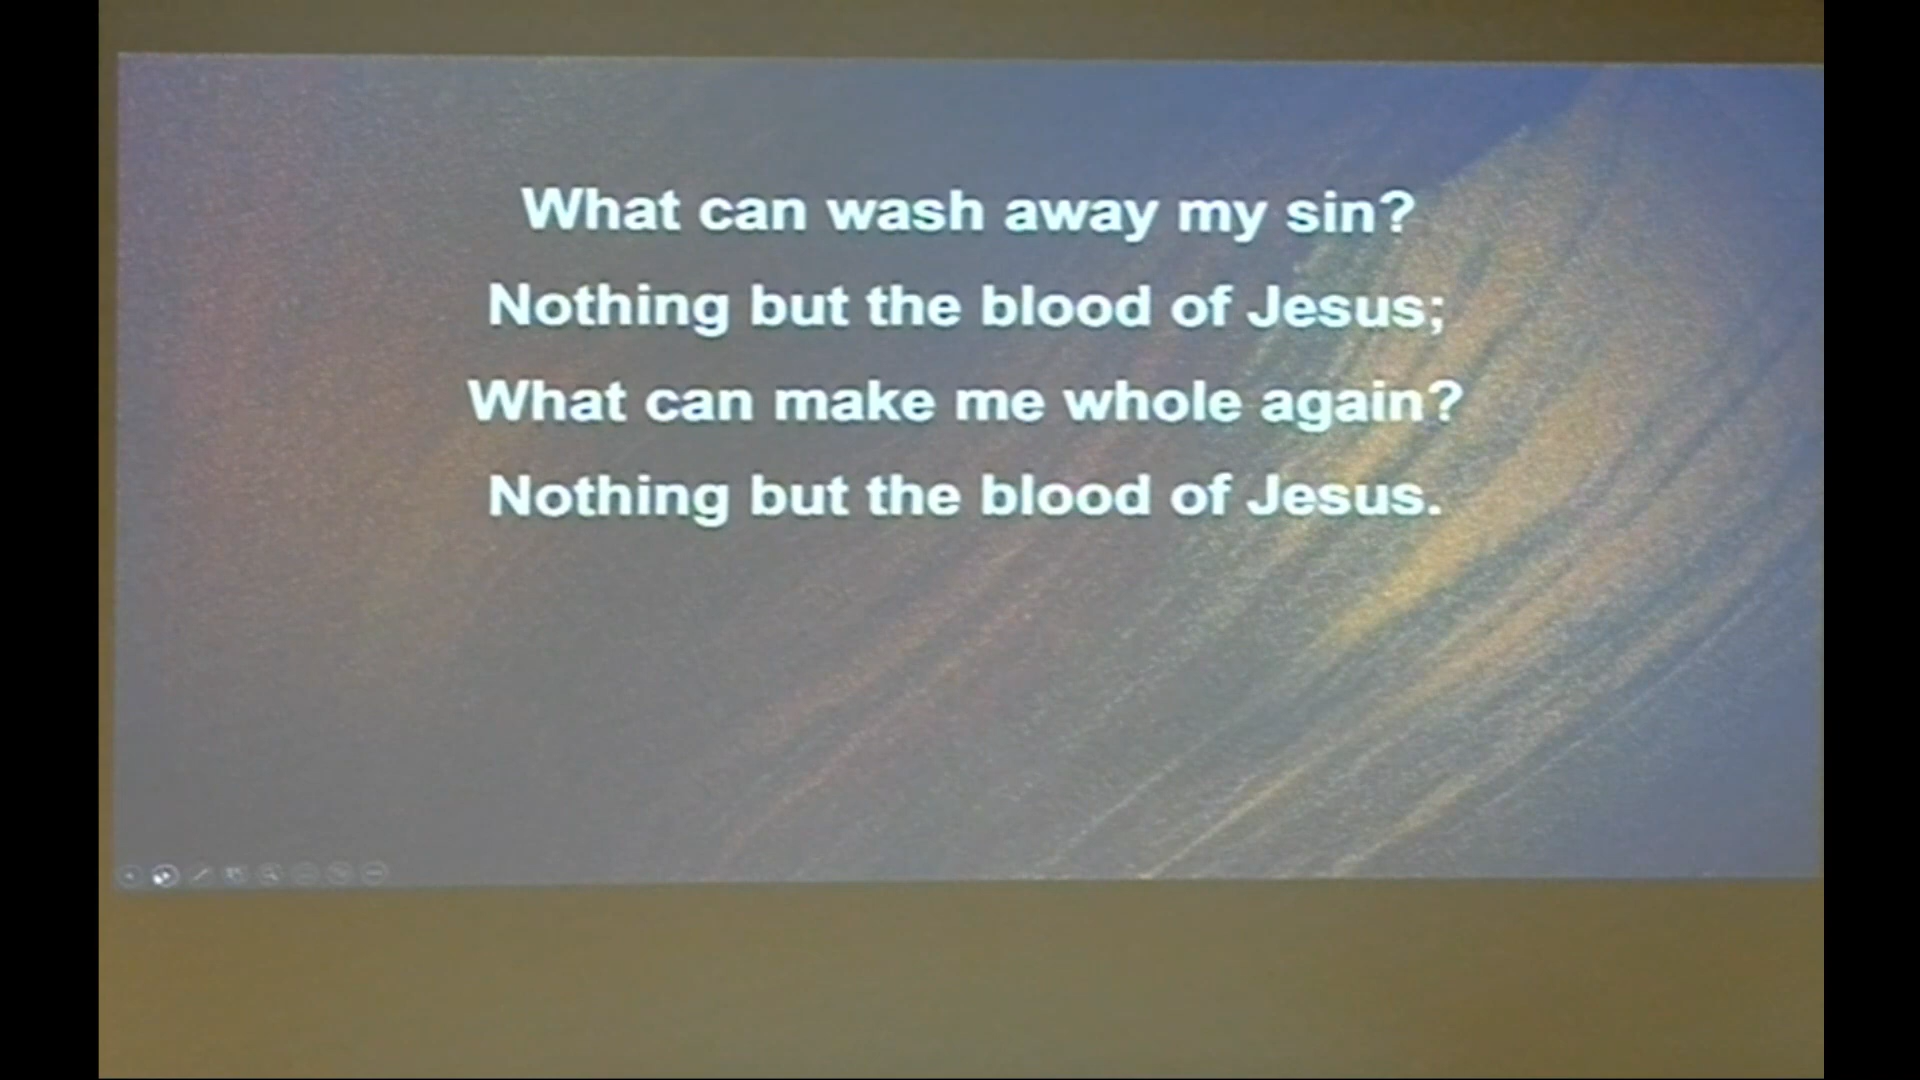 What can wash away my sin?
Nothing but the blood of Jesus;
What can make me whole again?
Nothing but the blood of Jesus.